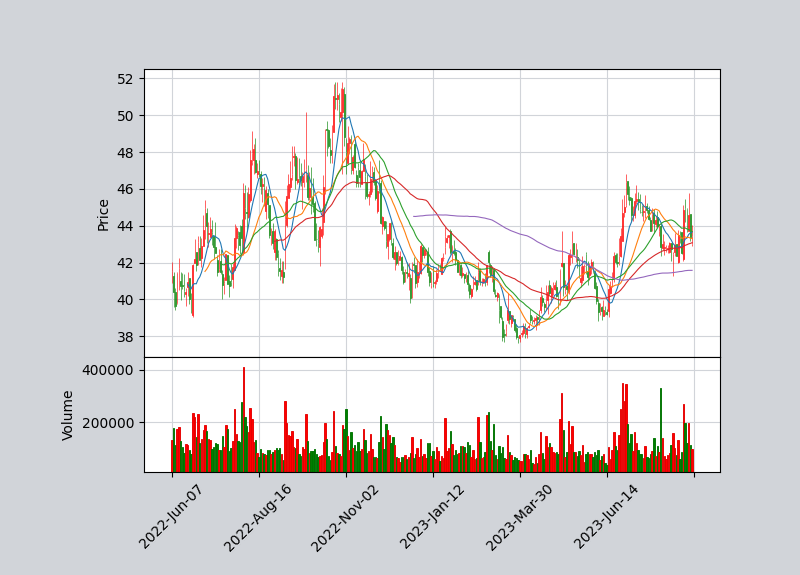 52
50
48
46
44
42
40
38
Price
400000
200000
Volume
2022-Jun-07
2022-Aug-16
2022-Nov-02
2023-Jan-12
2023-Mar-30
2023-Jun-14